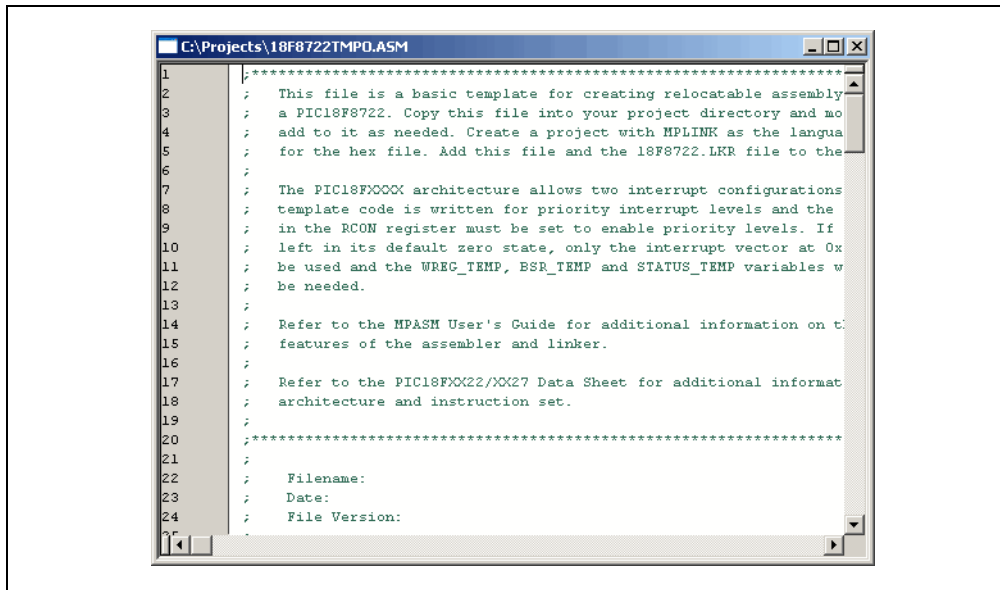 C:\Projects\18F8722TMPO.ASM
1 ;******************************************************************
2 ;   This file is a basic template for creating relocatable assembly
3 ;   a PIC18F8722. Copy this file into your project directory and mo
4 ;   add to it as needed. Create a project with MPLINK as the langua
5 ;   for the hex file. Add this file and the 18F8722.LKR file to the
6 ;
7 ;   The PIC18FXXXX architecture allows two interrupt configurations
8 ;   template code is written for priority interrupt levels and the
9 ;   in the RCON register must be set to enable priority levels. If
10 ;   left in its default zero state, only the interrupt vector at 0x
11 ;   be used and the WREG_TEMP, BSR_TEMP and STATUS_TEMP variables w
12 ;   be needed.
13 ;
14 ;   Refer to the MPASM User's Guide for additional information on t
15 ;   features of the assembler and linker.
16 ;
17 ;   Refer to the PIC18FXX22/XX27 Data Sheet for additional informat
18 ;   architecture and instruction set.
19 ;
20 ;******************************************************************
21 ;
22 ;    Filename:
23 ;    Date:
24 ;    File Version: